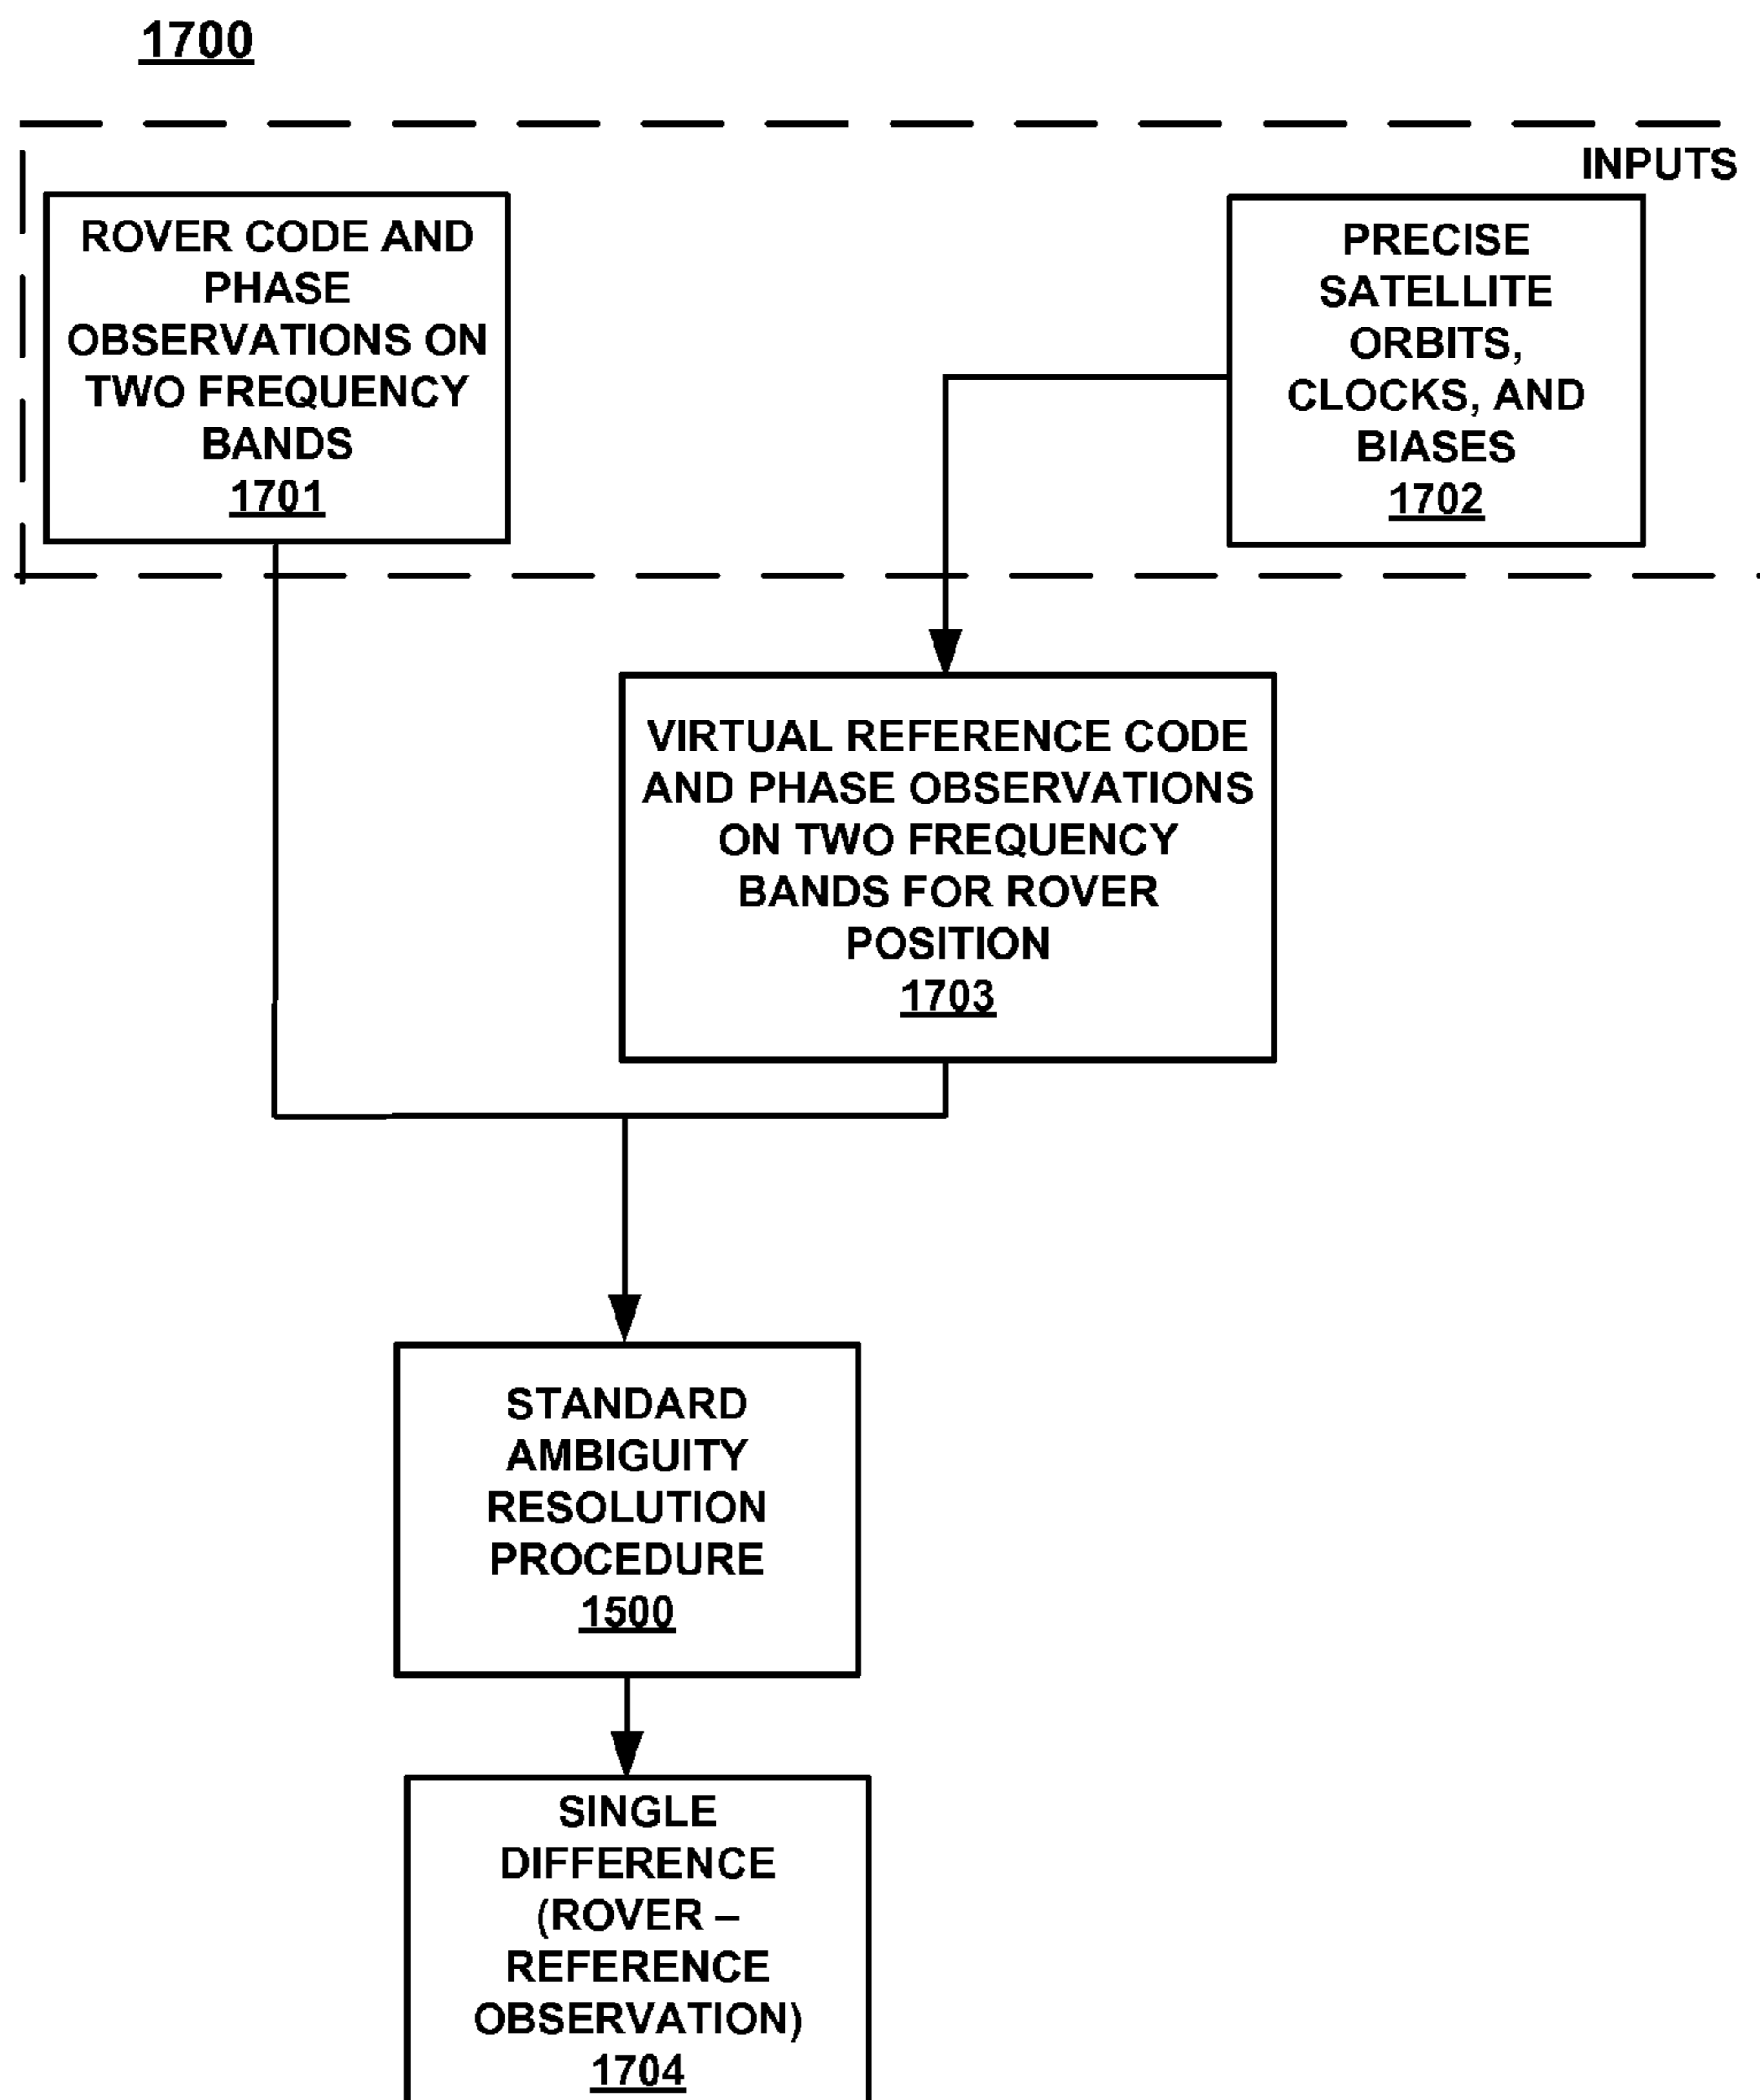 1700
INPUTS
ROVER CODE AND
PHASE
OBSERVATIONS ON
TWO FREQUENCY
BANDS
1701
PRECISE
SATELLITE
ORBITS,
CLOCKS, AND
BIASES
1702
VIRTUAL REFERENCE CODE
AND PHASE OBSERVATIONS
ON TWO FREQUENCY
BANDS FOR ROVER
POSITION
1703
STANDARD
AMBIGUITY
RESOLUTION
PROCEDURE
1500
SINGLE
DIFFERENCE
(ROVER –
REFERENCE
OBSERVATION)
1704